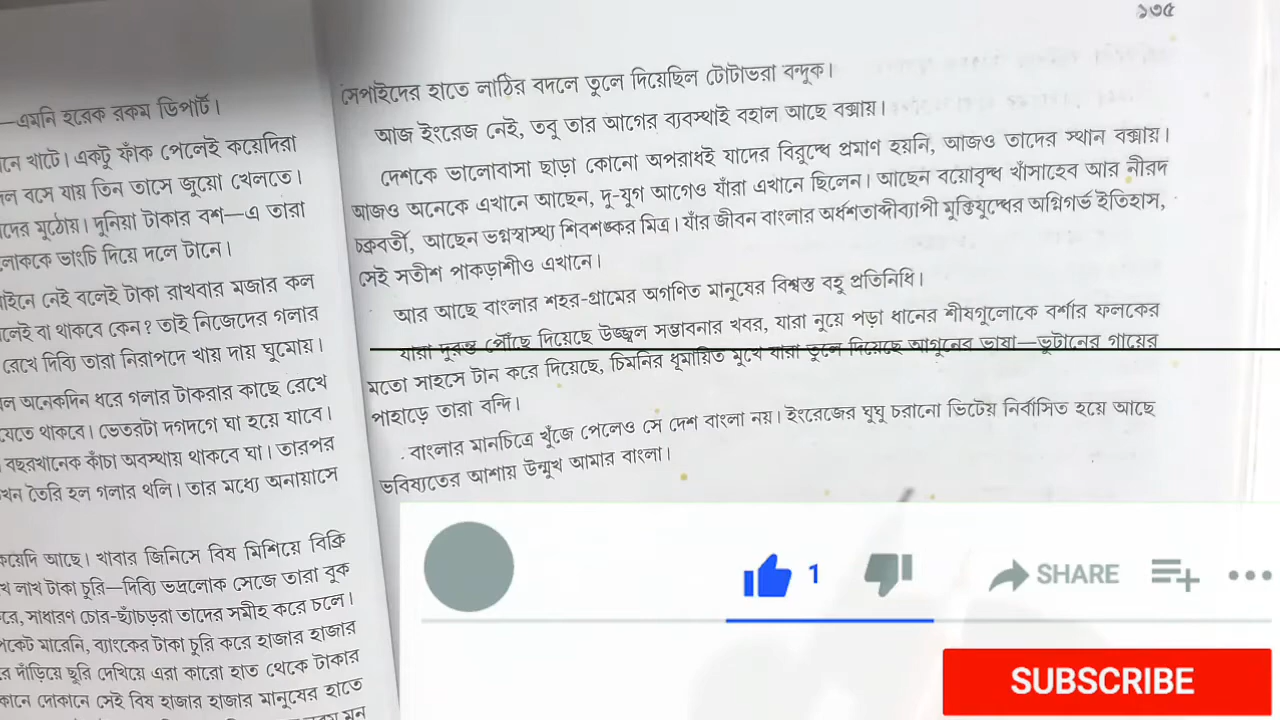 ১৩৫
—এমনি হরেক রকম ডিপার্ট।
খাটে। একটু ফাঁক পেলেই কয়েদিরা
বসে যায় তিন তাসে জুয়ো খেলতে।
মুঠোয়। দুনিয়া টাকার বশ—এ তারা
লোককে ভাংচি দিয়ে দলে টানে।
নেই বলেই টাকা রাখবার মজার কল
বা থাকবে কেন? তাই নিজেদের গলার
রেখে দিব্যি তারা নিরাপদে খায় দায় ঘুমোয়।
অনেকদিন ধরে গলার টাকরার কাছে রেখে
যেতে থাকবে। ভেতরটা দগদগে ঘা হয়ে যাবে।
বছরখানেক কাঁচা অবস্থায় থাকবে ঘা। তারপর
তৈরি হল গলার থলি। তার মধ্যে অনায়াসে
আছে। খাবার জিনিসে বিষ মিশিয়ে বিক্রি
লাখ টাকা চুরি—দিব্যি ভদ্রলোক সেজে তারা বুক
সাধারণ চোর-ছ্যাঁচড়রা তাদের সমীহ করে চলে।
মারেনি, ব্যাংকের টাকা চুরি করে হাজার হাজার
দাঁড়িয়ে ছুরি দেখিয়ে এরা কারো হাত থেকে টাকার
দোকানে সেই বিষ হাজার হাজার মানুষের হাতে
সেপাইদের হাতে লাঠির বদলে তুলে দিয়েছিল টোটাভরা বন্দুক।
আজ ইংরেজ নেই, তবু তার আগের ব্যবস্থাই বহাল আছে বক্সায়।
দেশকে ভালোবাসা ছাড়া কোনো অপরাধই যাদের বিরুদ্ধে প্রমাণ হয়নি, আজও তাদের স্থান বক্সায়।
আজও অনেকে এখানে আছেন, দু-যুগ আগেও যাঁরা এখানে ছিলেন। আছেন বয়োবৃদ্ধ খাঁসাহেব আর নীরদ
চক্রবর্তী, আছেন ভগ্নস্বাস্থ্য শিবশঙ্কর মিত্র। যাঁর জীবন বাংলার অর্ধশতাব্দীব্যাপী মুক্তিযুদ্ধের অগ্নিগর্ভ ইতিহাস,
সেই সতীশ পাকড়াশীও এখানে।
আর আছে বাংলার শহর-গ্রামের অগণিত মানুষের বিশ্বস্ত বহু প্রতিনিধি।
যারা দুরন্ত পৌঁছে দিয়েছে উজ্জ্বল সম্ভাবনার খবর, যারা নুয়ে পড়া ধানের শীষগুলোকে বর্শার ফলকের
মতো সাহসে টান করে দিয়েছে, চিমনির ধূমায়িত মুখে যারা তুলে দিয়েছে আগুনের ভাষা—ভুটানের গায়ের
পাহাড়ে তারা বন্দি।
বাংলার মানচিত্রে খুঁজে পেলেও সে দেশ বাংলা নয়। ইংরেজের ঘুঘু চরানো ভিটেয় নির্বাসিত হয়ে আছে
ভবিষ্যতের আশায় উন্মুখ আমার বাংলা।
1 SHARE
SUBSCRIBE